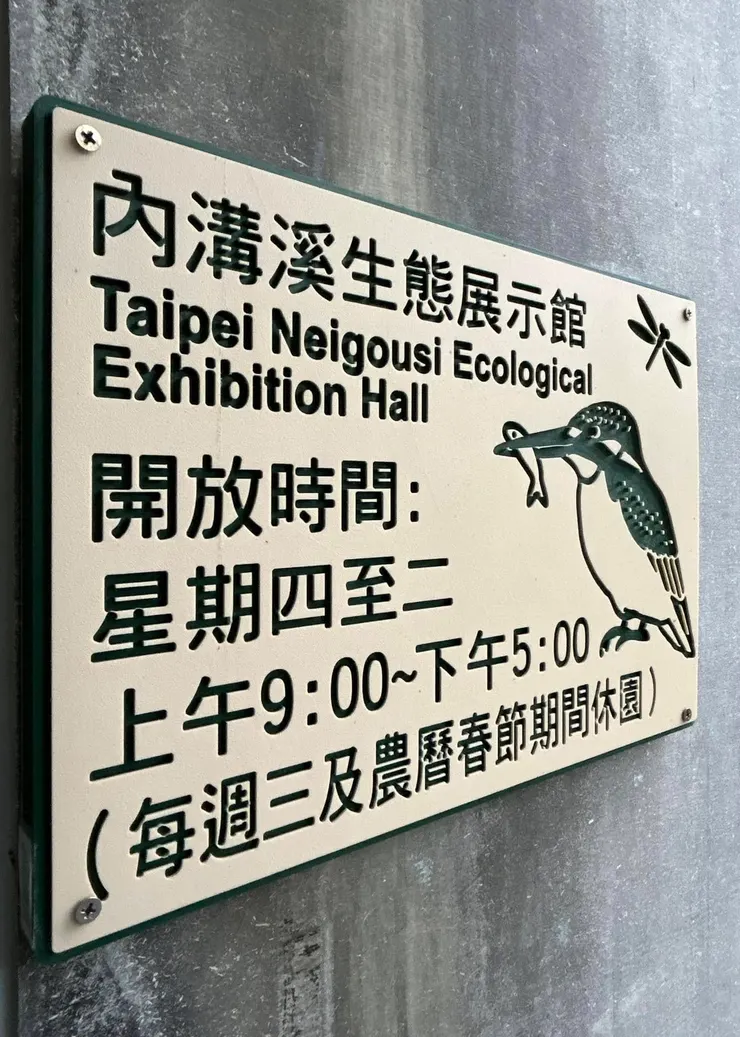 內溝溪生態展示館
Taipei Neigousi Ecological
Exhibition Hall
開放時間:
星期四至二
上午9:00~下午5:00
(每週三及農曆春節期間休園)